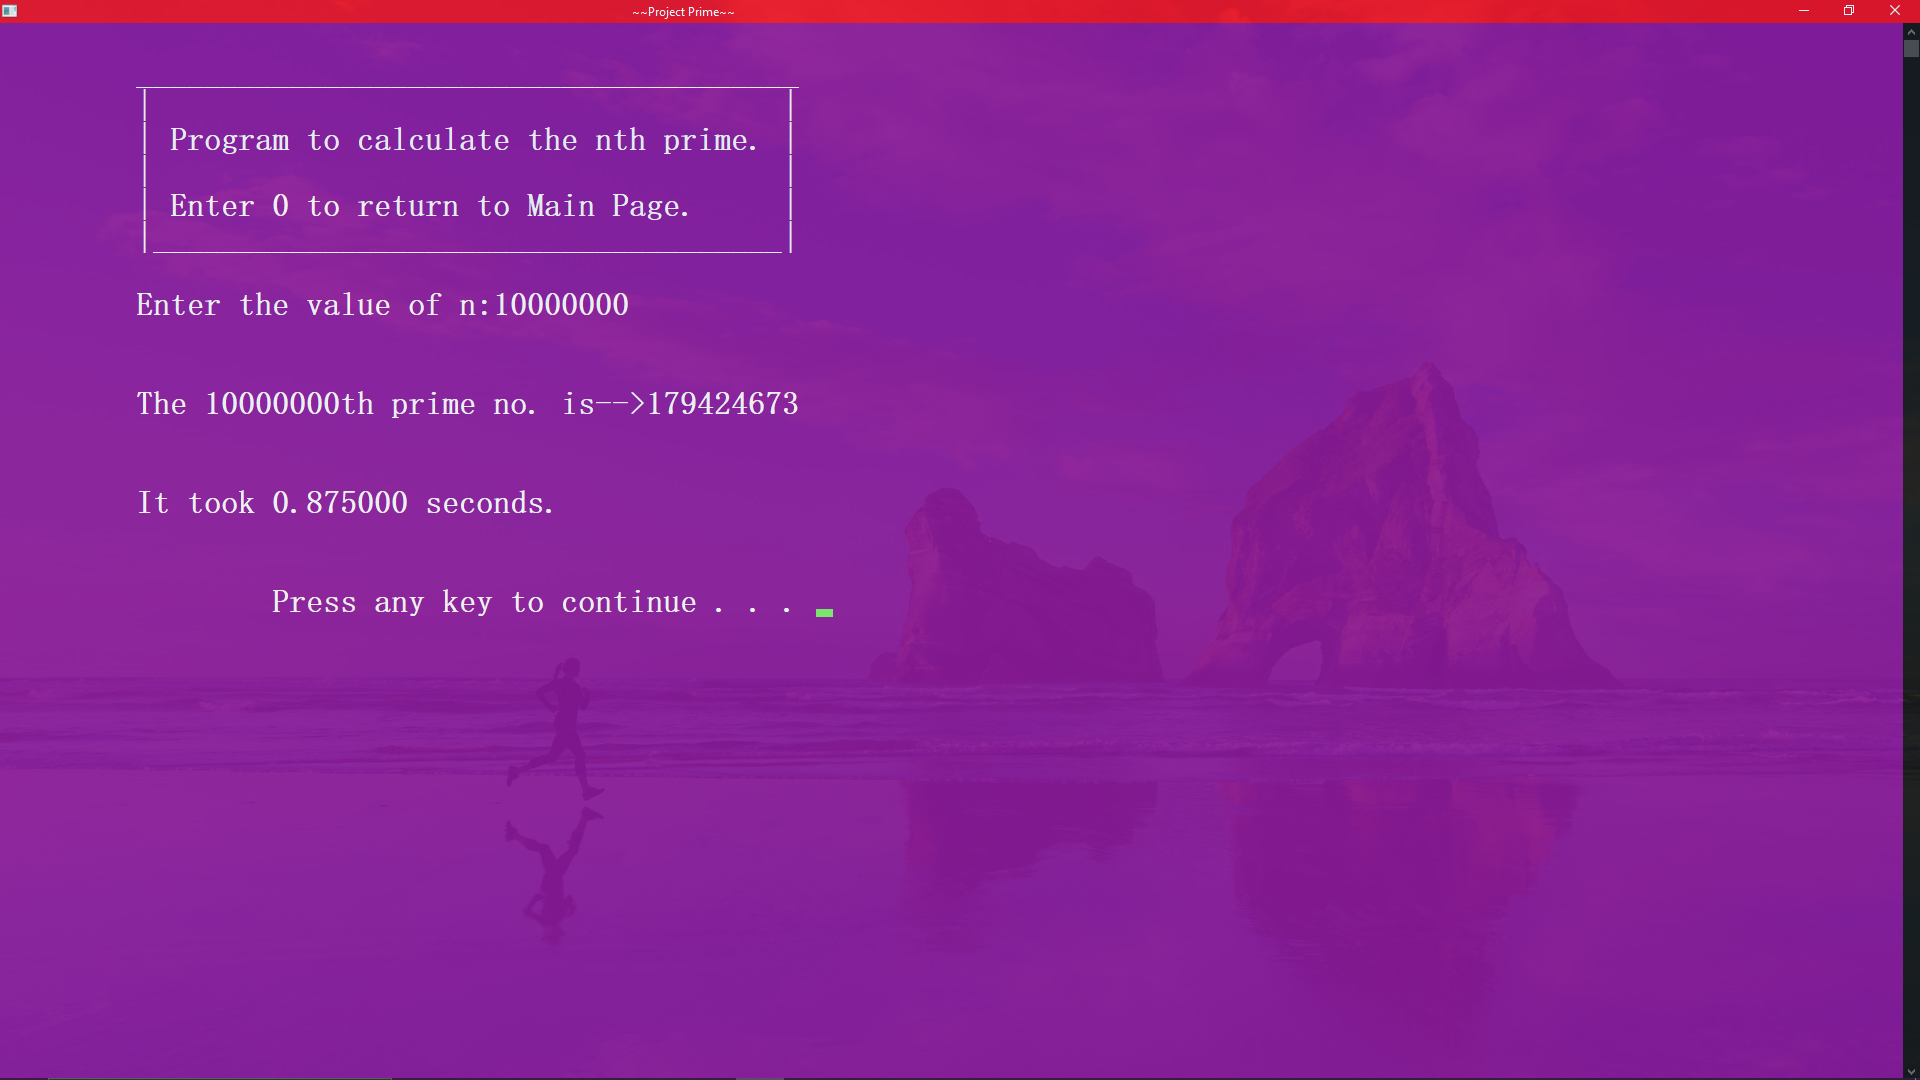 ~~Project Prime~~
Program to calculate the nth prime.
Enter 0 to return to Main Page.
Enter the value of n:10000000
The 10000000th prime no. is-->179424673
It took 0.875000 seconds.
Press any key to continue . . .